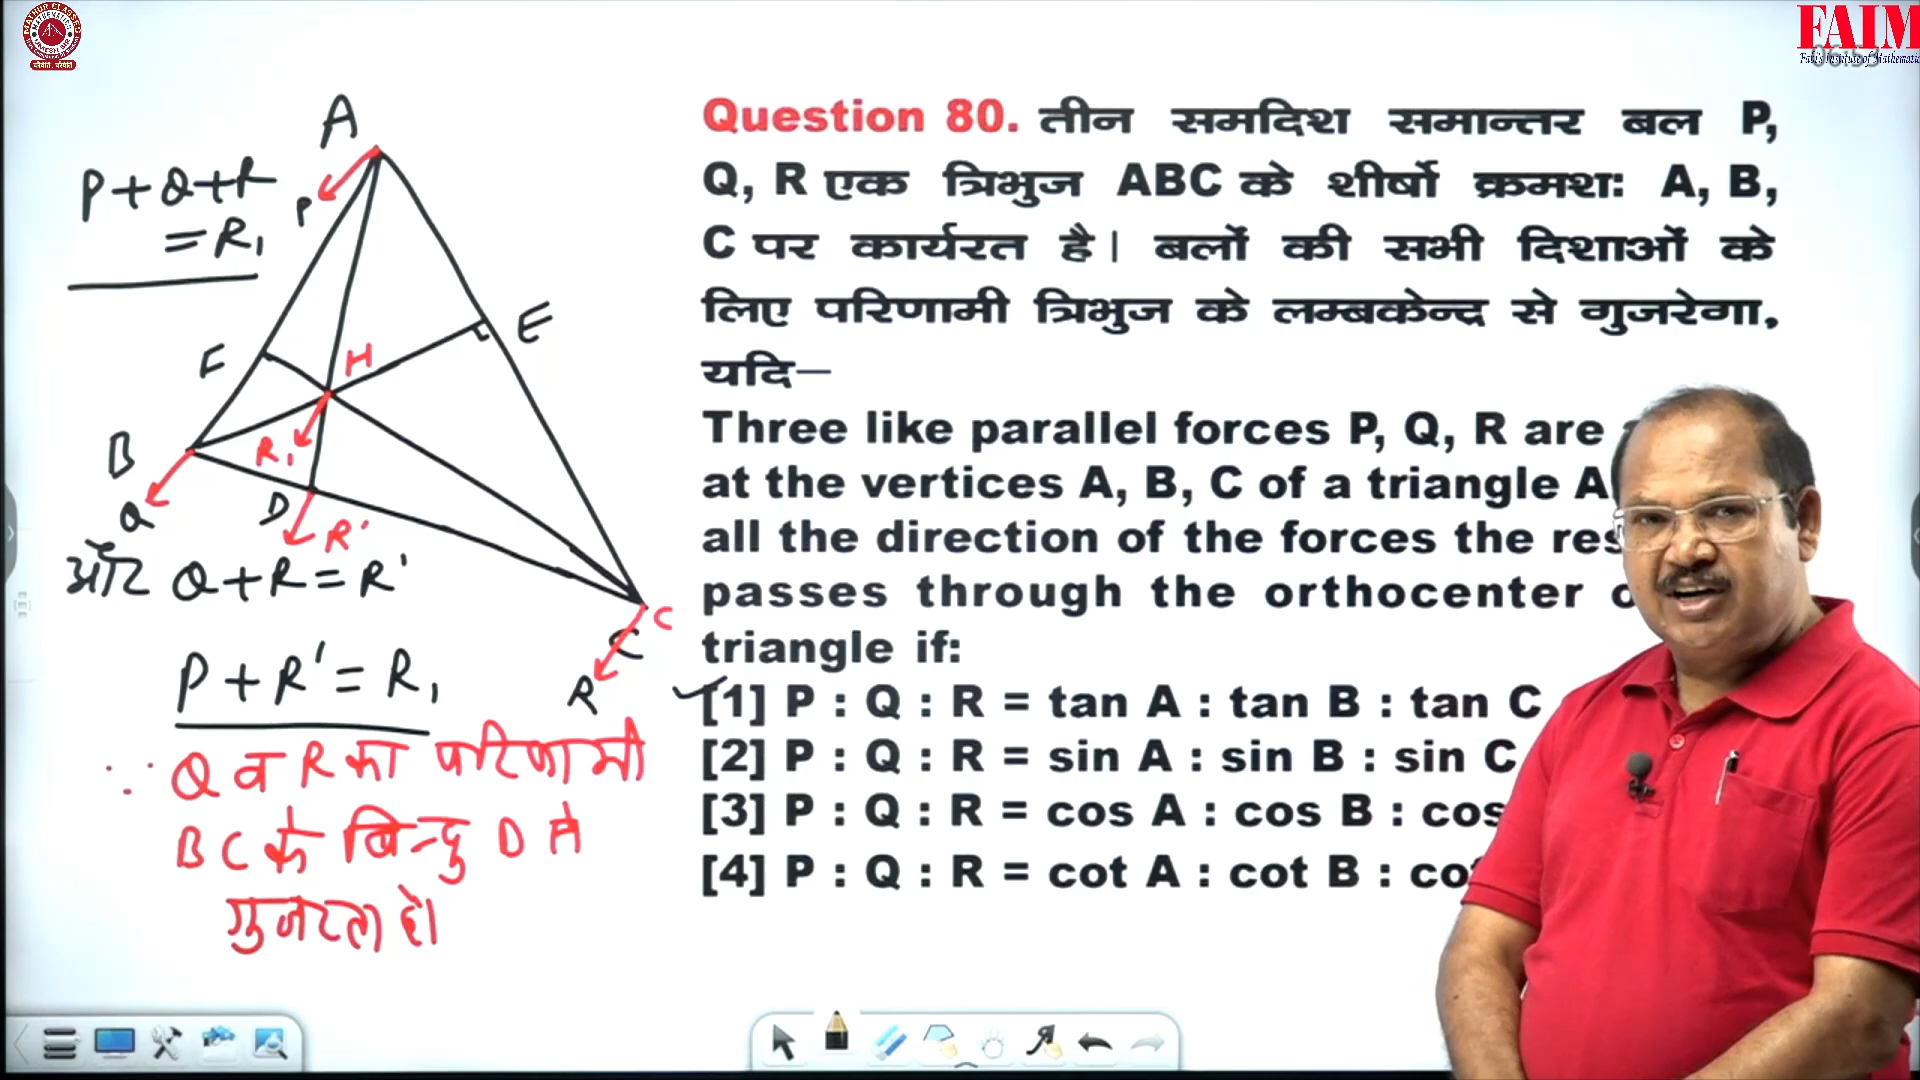 FAIM
06:53
Question 80. तीन समदिश समान्तर बल P,
Q, R एक त्रिभुज ABC के शीर्षो क्रमशः A, B,
C पर कार्यरत है। बलों की सभी दिशाओं के
लिए परिणामी त्रिभुज के लम्बकेन्द्र से गुजरेगा,
यदि–
Three like parallel forces P, Q, R are
at the vertices A, B, C of a triangle A
all the direction of the forces the res
passes through the orthocenter o
triangle if:
[1] P : Q : R = tan A : tan B : tan C
[2] P : Q : R = sin A : sin B : sin C
[3] P : Q : R = cos A : cos B : cos
[4] P : Q : R = cot A : cot B : co
A
P+Q+R
= R₁
P
F
E
H
B
R₁
Q
D
R'
और Q+R=R'
C
C
R
P+R'=R₁
∵ Q व R का परिणामी
BC के बिन्दु D से
गुजरता है।